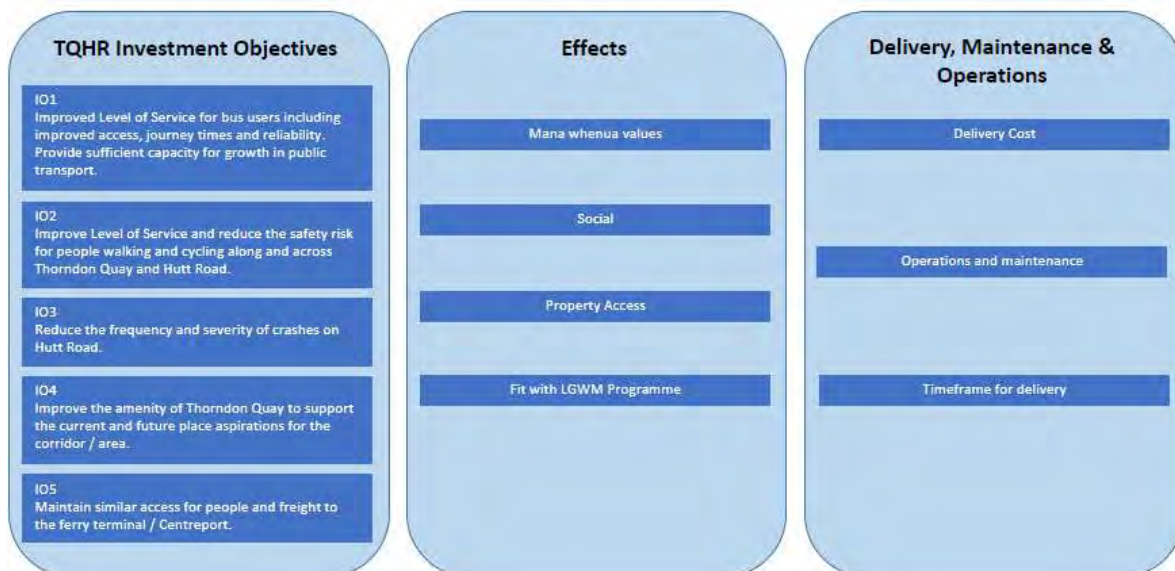 TQHR Investment Objectives
IO1
Improved Level of Service for bus users including
improved access, journey times and reliability.
Provide sufficient capacity for growth in public
transport.
IO2
Improve Level of Service and reduce the safety risk
for people walking and cycling along and across
Thorndon Quay and Hutt Road.
IO3
Reduce the frequency and severity of crashes on
Hutt Road.
IO4
Improve the amenity of Thorndon Quay to support
the current and future place aspirations for the
corridor / area.
IO5
Maintain similar access for people and freight to
the ferry terminal / Centreport.
Effects
Mana whenua values
Social
Property Access
Fit with LGWM Programme
Delivery, Maintenance &
Operations
Delivery Cost
Operations and maintenance
Timeframe for delivery